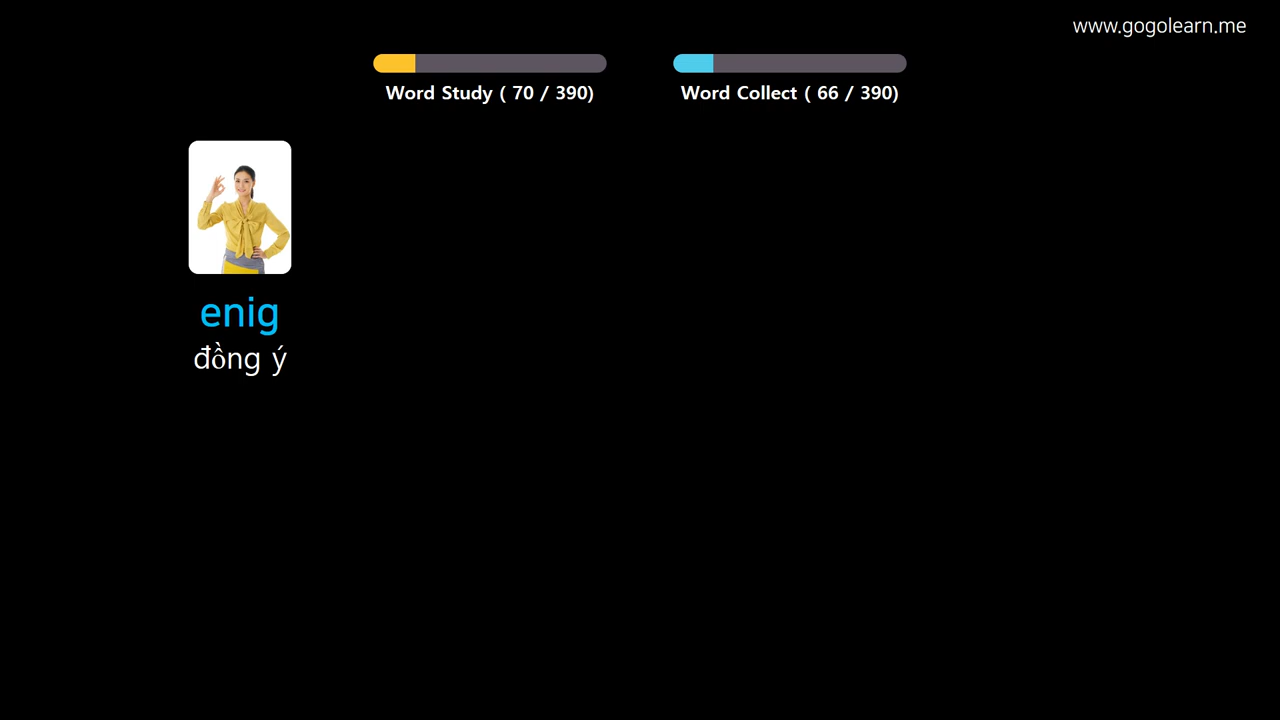 www.gogolearn.me
Word Study ( 70 / 390)
Word Collect ( 66 / 390)
enig
đồng ý